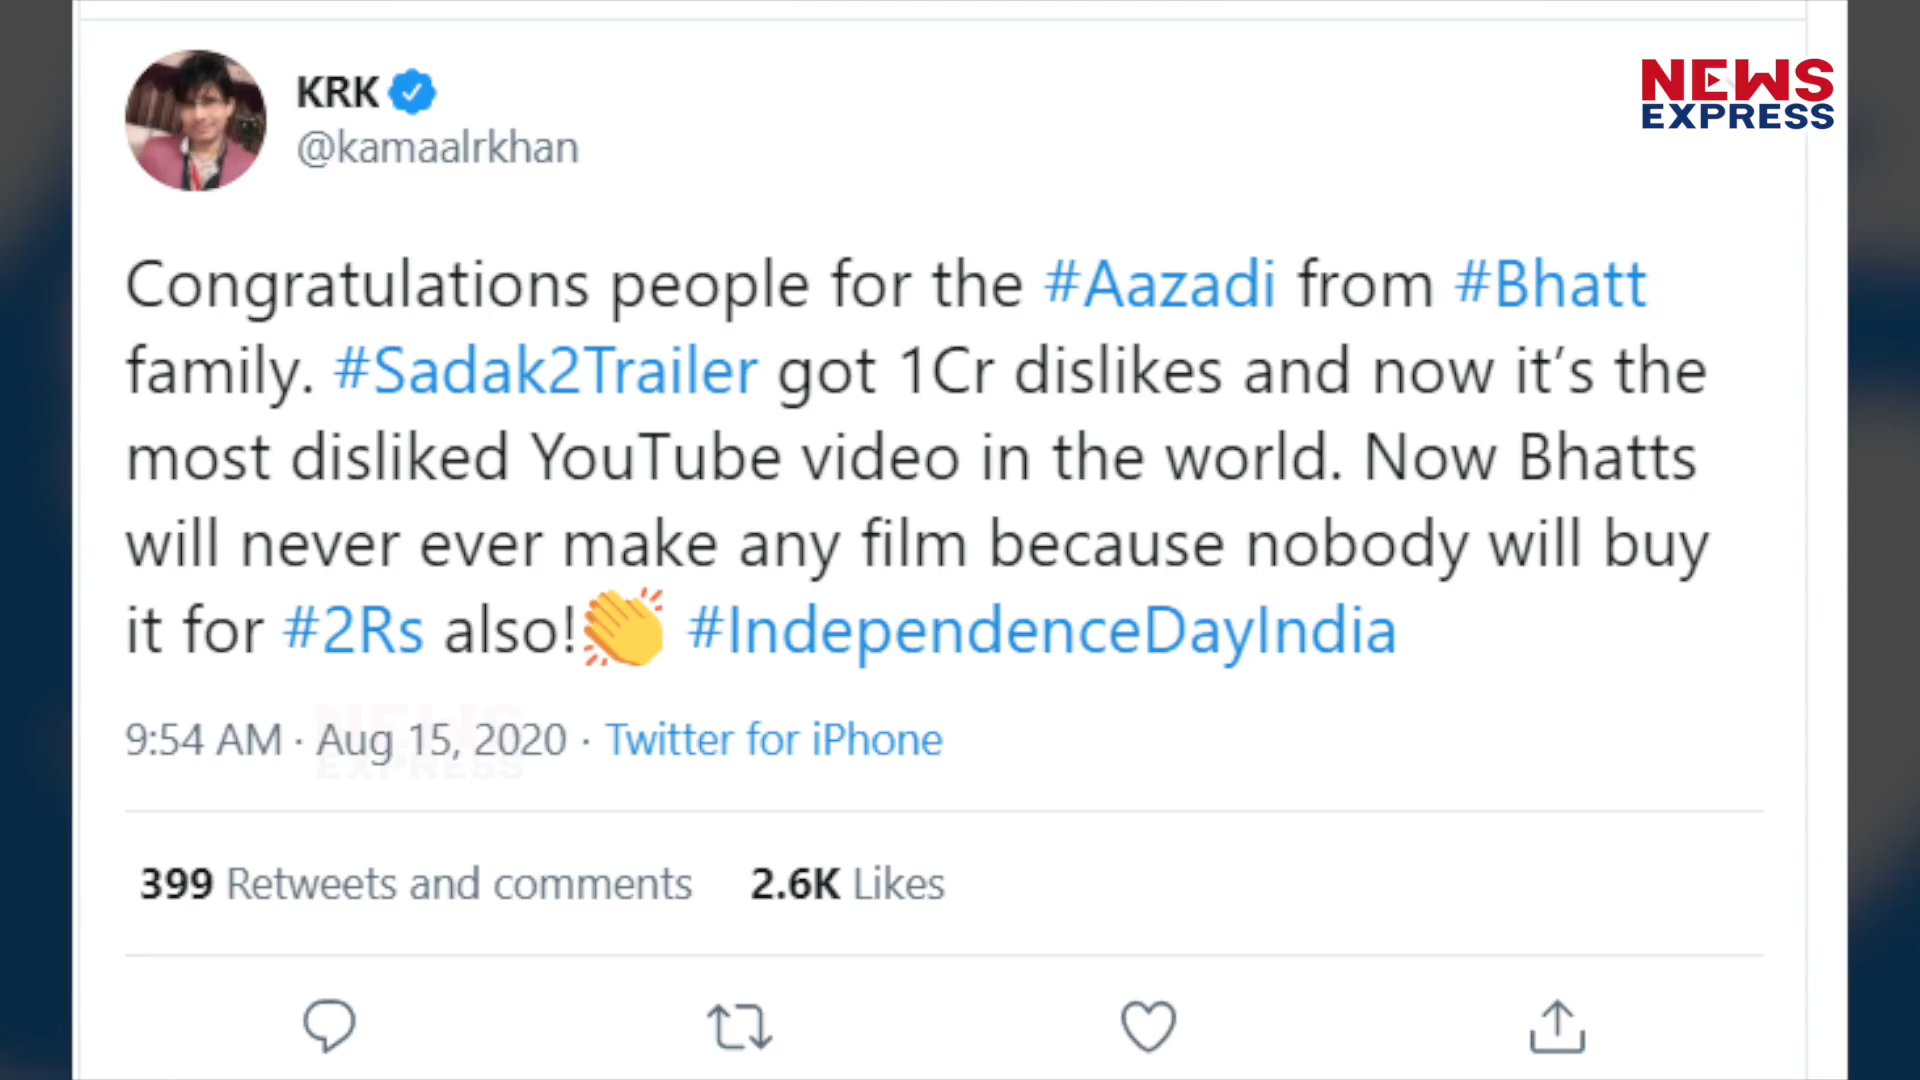 KRK
@kamaalrkhan
NEWS
EXPRESS
Congratulations people for the #Aazadi from #Bhatt
family. #Sadak2Trailer got 1Cr dislikes and now it's the
most disliked YouTube video in the world. Now Bhatts
will never ever make any film because nobody will buy
it for #2Rs also!👏 #IndependenceDayIndia
NEWS
9:54 AM · Aug 15, 2020 · Twitter for iPhone
EXPRESS
399 Retweets and comments 2.6K Likes